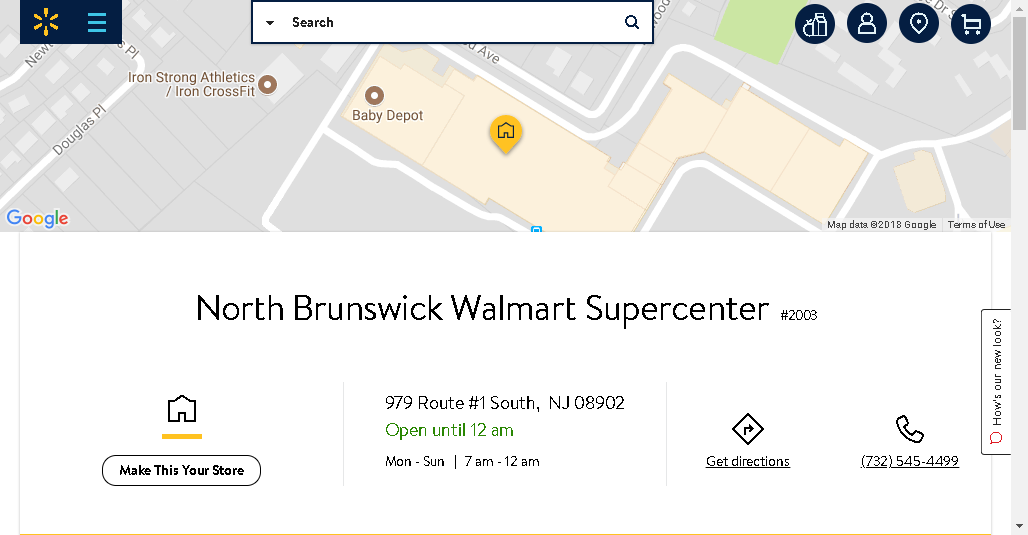 Search
Ave
Newt
Pl
Iron Strong Athletics
/ Iron CrossFit
Baby Depot
Douglas Pl
Google
Map data ©2018 Google
Terms of Use
North Brunswick Walmart Supercenter #2003
How's our new look?
979 Route #1 South, NJ 08902
Open until 12 am
Mon - Sun | 7 am - 12 am
Make This Your Store
Get directions
(732) 545-4499